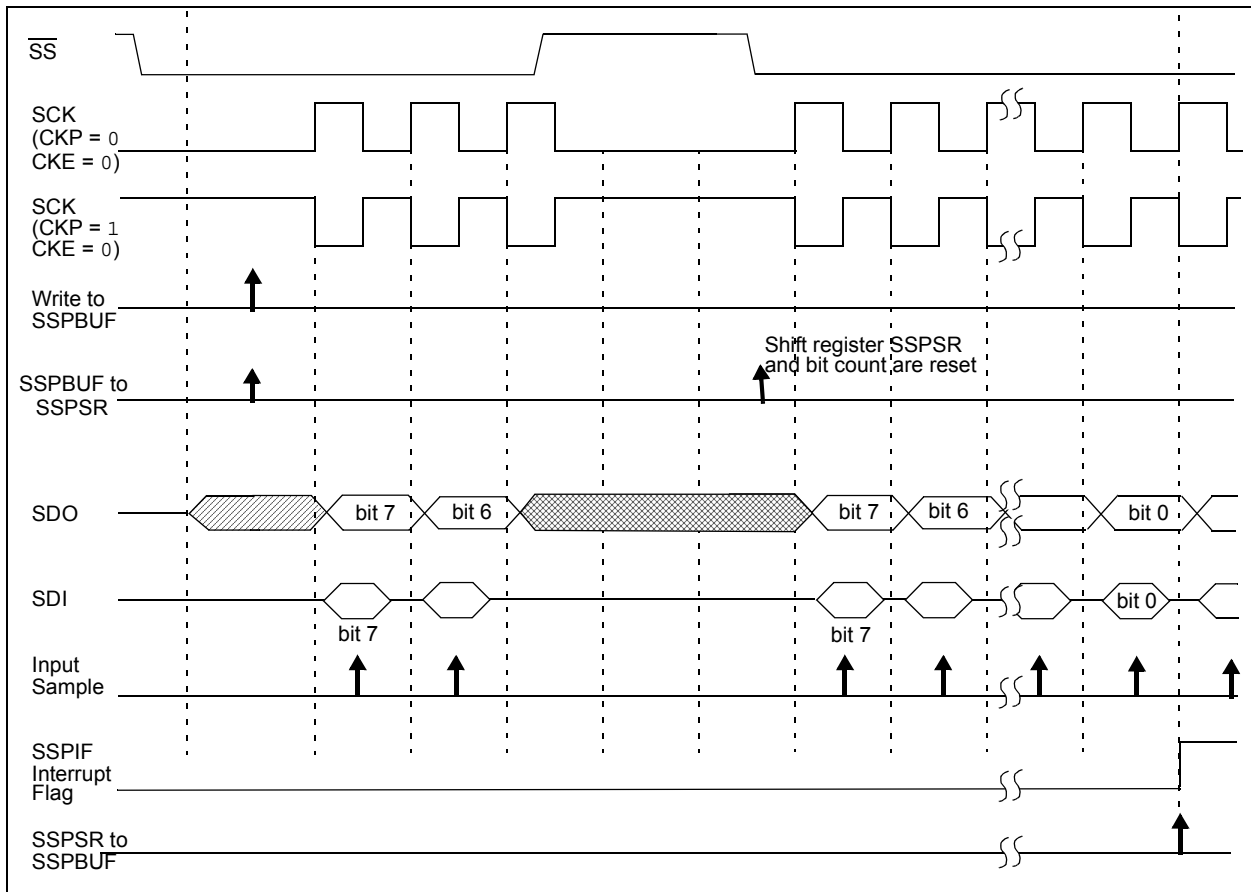 SS
SCK
(CKP = 0
CKE = 0)
SCK
(CKP = 1
CKE = 0)
Write to
SSPBUF
Shift register SSPSR
and bit count are reset
SSPBUF to
SSPSR
SDO
bit 7
bit 6
bit 7
bit 6
bit 0
SDI
bit 0
bit 7
bit 7
Input
Sample
SSPIF
Interrupt
Flag
SSPSR to
SSPBUF